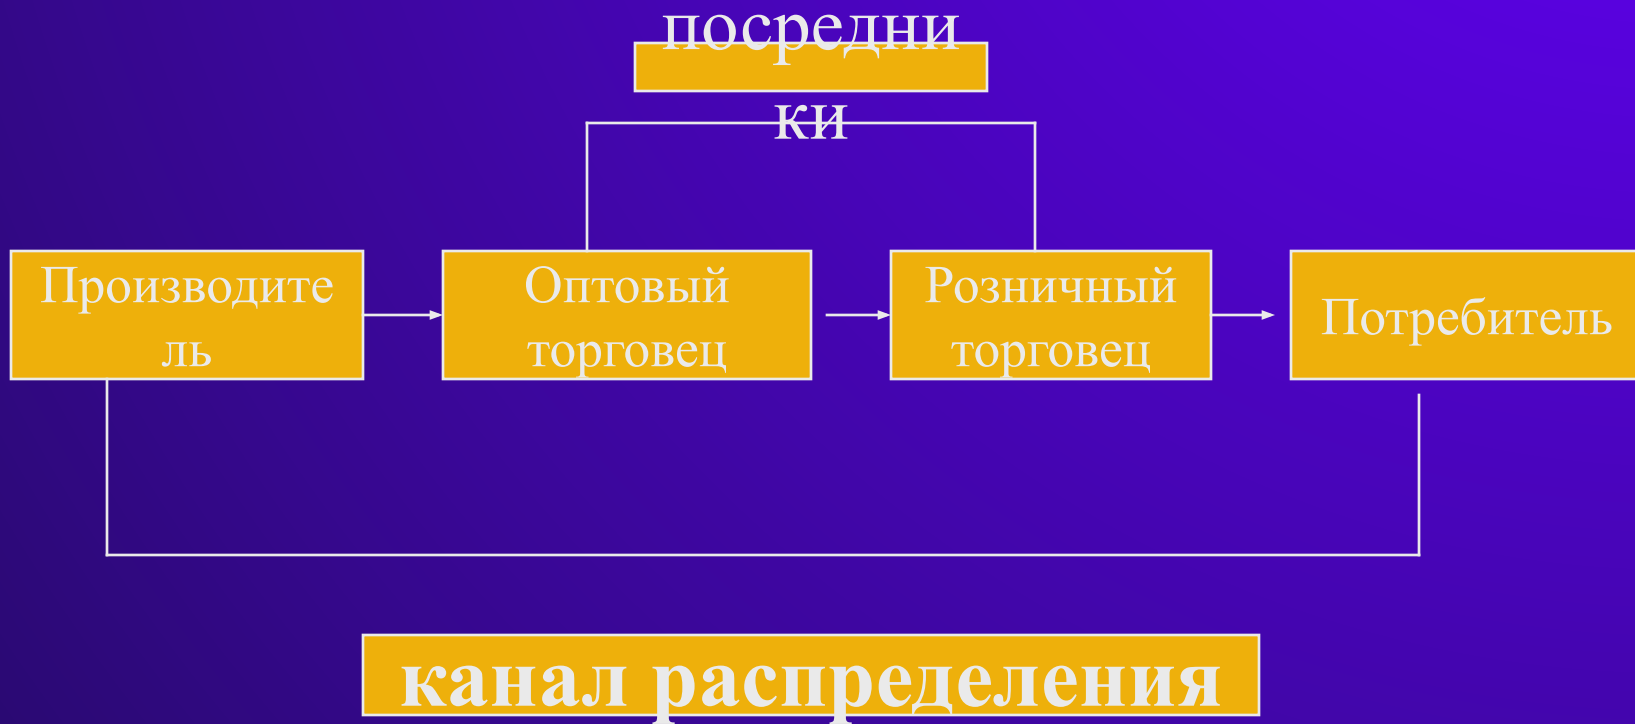 посредни
ки
Производите
ль
Оптовый
торговец
Розничный
торговец
Потребитель
канал распределения